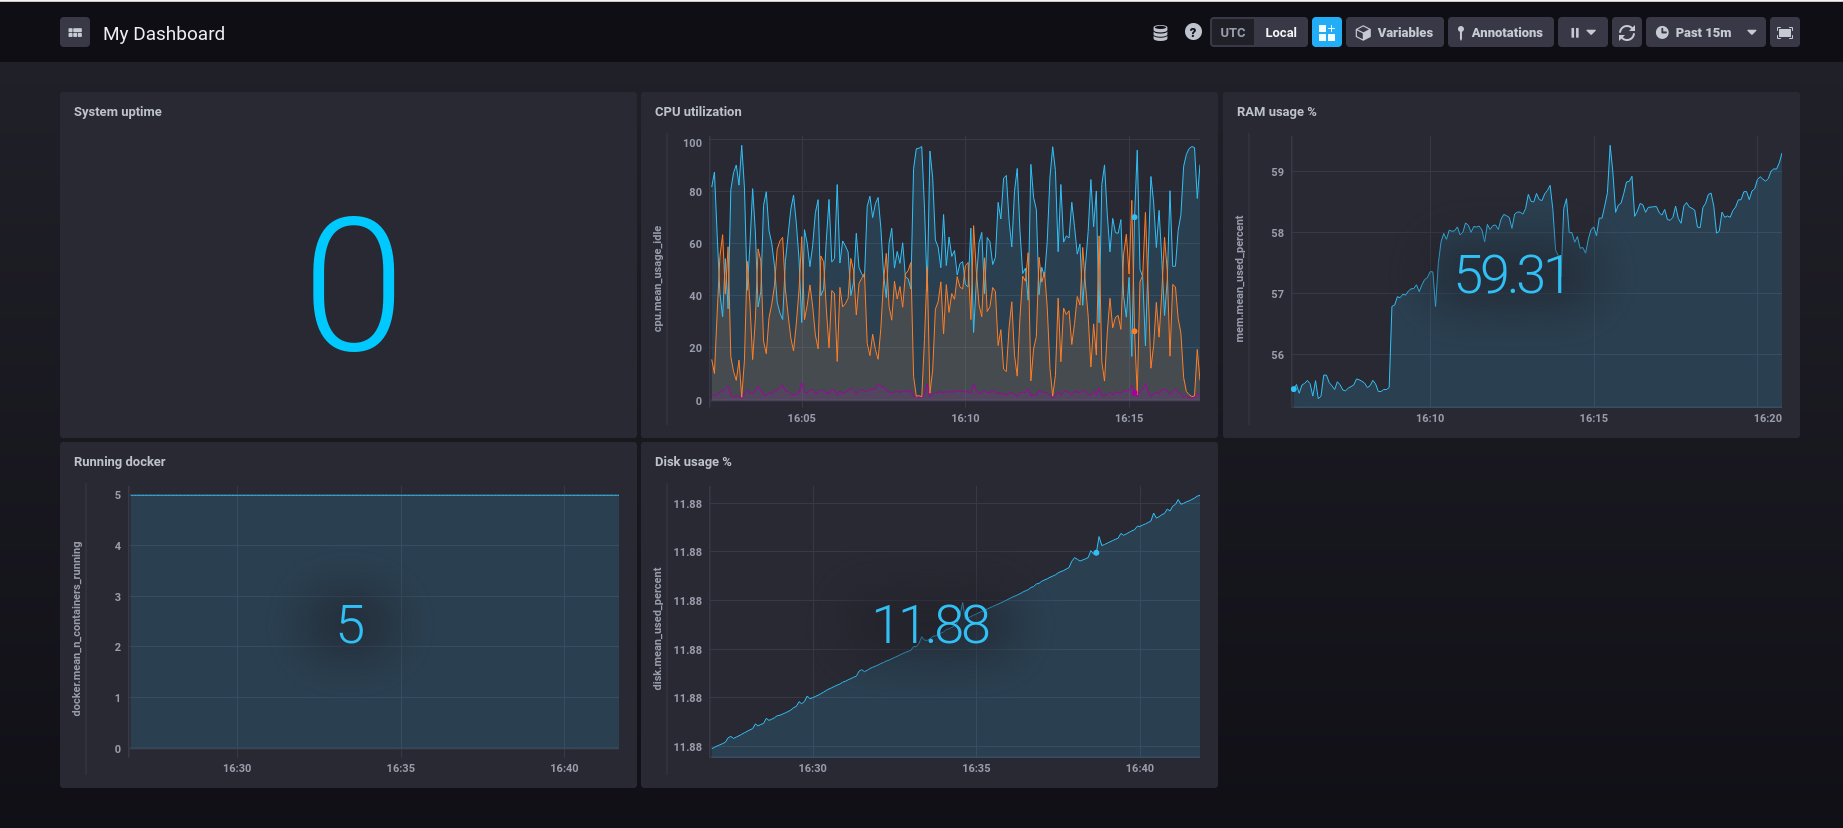 My Dashboard
UTC Local Variables Annotations Past 15m
System uptime
0
CPU utilization
cpu.mean_usage_idle
100
80
60
40
20
0
16:05 16:10 16:15
RAM usage %
mem.mean_used_percent
59
58
57
56
59.31
16:10 16:15 16:20
Running docker
docker.mean_n_containers_running
5
4
3
2
1
0
5
16:30 16:35 16:40
Disk usage %
disk.mean_used_percent
11.88
11.88
11.88
11.88
11.88
11.88
11.88
16:30 16:35 16:40